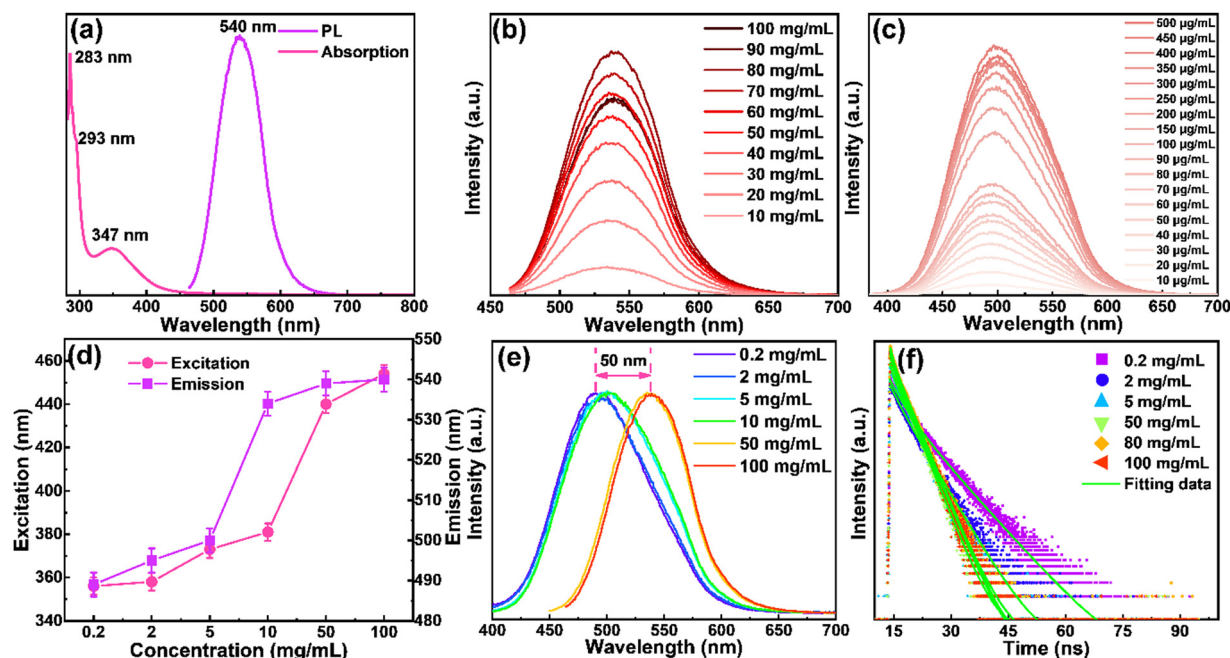 (a)
540 nm
PL
Absorption
283 nm
293 nm
347 nm
Intensity (a.u.)
300 400 500 600 700 800
Wavelength (nm)
(b)
100 mg/mL
90 mg/mL
80 mg/mL
70 mg/mL
60 mg/mL
50 mg/mL
40 mg/mL
30 mg/mL
20 mg/mL
10 mg/mL
Intensity (a.u.)
450 500 550 600 650 700
Wavelength (nm)
(c)
500 µg/mL
450 µg/mL
400 µg/mL
350 µg/mL
300 µg/mL
250 µg/mL
200 µg/mL
150 µg/mL
100 µg/mL
90 µg/mL
80 µg/mL
70 µg/mL
60 µg/mL
50 µg/mL
40 µg/mL
30 µg/mL
20 µg/mL
10 µg/mL
Intensity (a.u.)
400 450 500 550 600 650 700
Wavelength (nm)
(d)
Excitation
Emission
Excitation (nm)
460
440
420
400
380
360
340
550
540
530
520
510
500
490
480
Emission (nm)
0.2 2 5 10 50 100
Concentration (mg/mL)
(e)
50 nm
0.2 mg/mL
2 mg/mL
5 mg/mL
10 mg/mL
50 mg/mL
100 mg/mL
Intensity (a.u.)
400 450 500 550 600 650 700
Wavelength (nm)
(f)
0.2 mg/mL
2 mg/mL
5 mg/mL
50 mg/mL
80 mg/mL
100 mg/mL
Fitting data
Intensity (a.u.)
15 30 45 60 75 90
Time (ns)